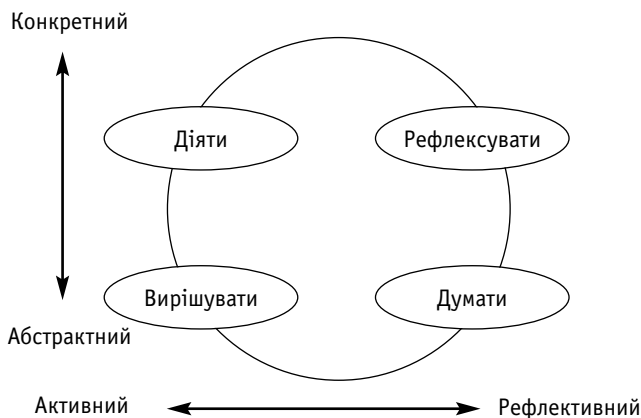 Конкретний
Діяти
Рефлексувати
Вирішувати
Думати
Абстрактний
Активний
Рефлективний